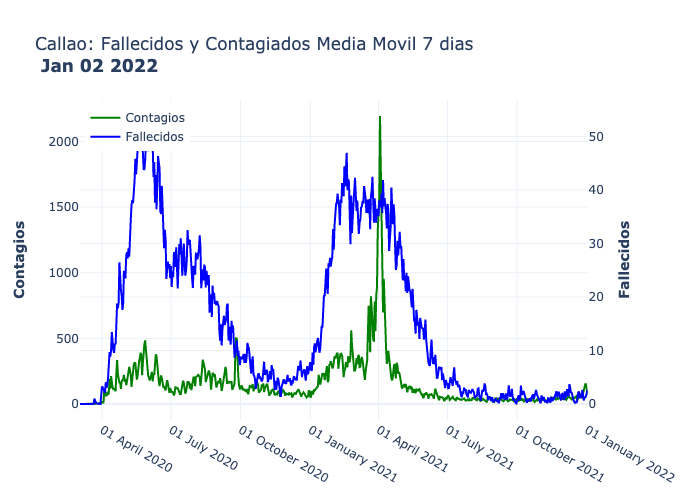 Callao: Fallecidos y Contagiados Media Movil 7 dias
Jan 02 2022
Contagios
Fallecidos
2000
1500
1000
500
0
Contagios
50
40
30
20
10
0
Fallecidos
01 April 2020
01 July 2020
01 October 2020
01 January 2021
01 April 2021
01 July 2021
01 October 2021
01 January 2022